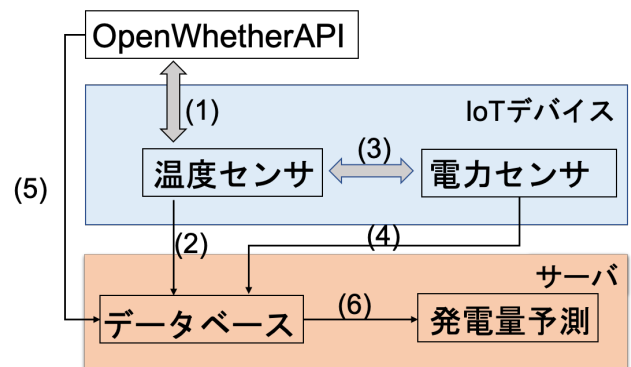 OpenWhetherAPI
(1)
IoTデバイス
温度センサ
(3)
電力センサ
(5)
(2)
(4)
サーバ
データベース
(6)
発電量予測